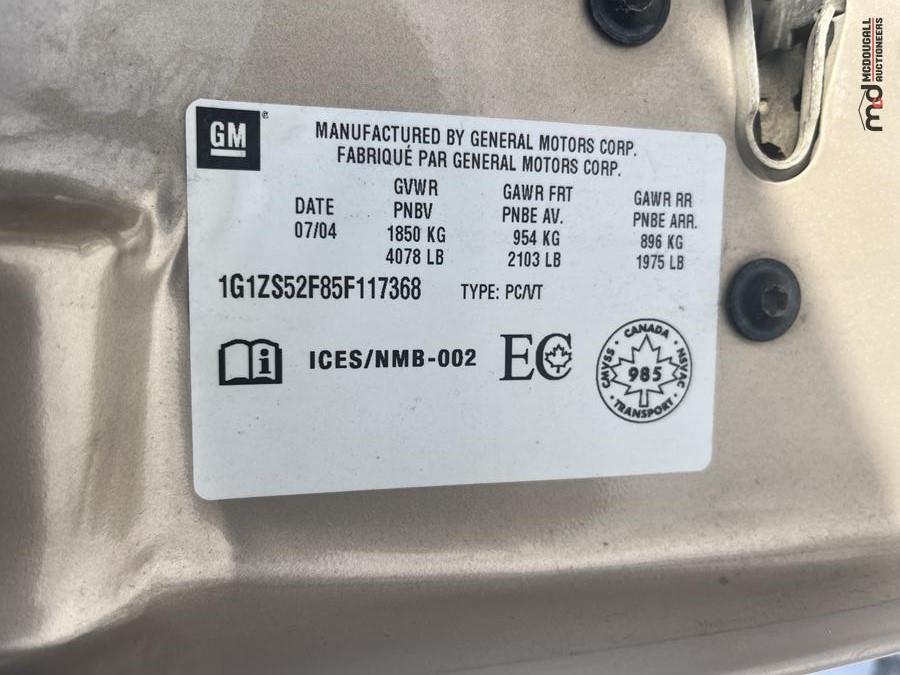 GM
MANUFACTURED BY GENERAL MOTORS CORP.
FABRIQUÉ PAR GENERAL MOTORS CORP.
DATE
07/04
GVWR
PNBV
1850 KG
4078 LB
GAWR FRT
PNBE AV.
954 KG
2103 LB
GAWR RR
PNBE ARR.
896 KG
1975 LB
1G1ZS52F85F117368 TYPE: PC/VT
i ICES/NMB-002 EC
CANADA
CMVSS 985 NSVAC
TRANSPORT
md MCDOUGALL
AUCTIONEERS